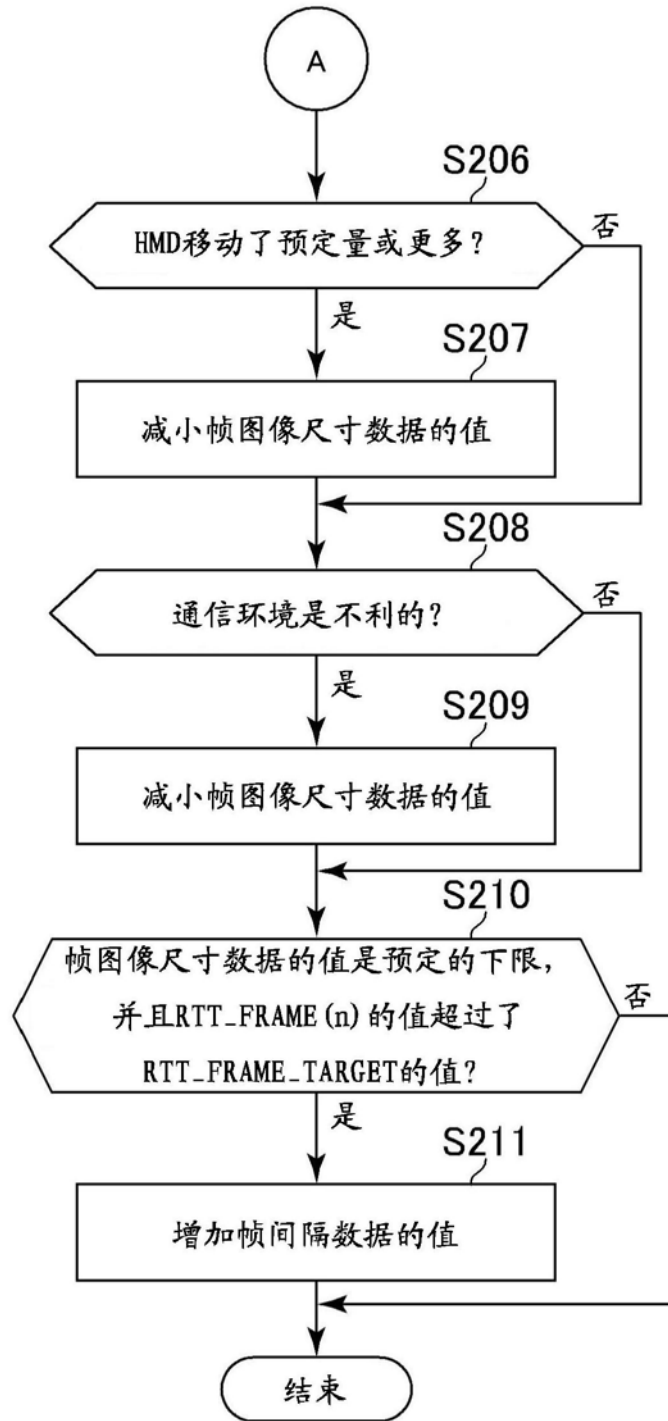 A
S206
HMD移动了预定量或更多？
否
是
S207
减小帧图像尺寸数据的值
S208
通信环境是不利的？
否
是
S209
减小帧图像尺寸数据的值
S210
帧图像尺寸数据的值是预定的下限，
并且RTT_FRAME(n)的值超过了
RTT_FRAME_TARGET的值？
否
是
S211
增加帧间隔数据的值
结束